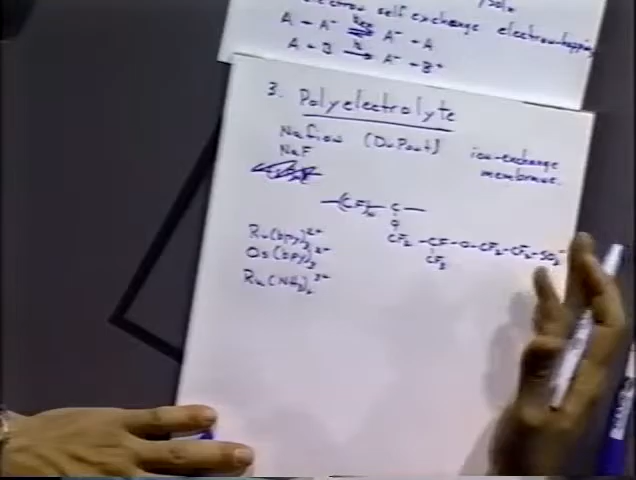 electron self exchange electron-hopping
A - A⁻ ⇌ A⁻ - A
A - B → A⁻ - B⁺
3. Polyelectrolyte
Nafion (DuPont) ion-exchange
NaF membrane.
-(CF₂)ₙ- C -
O
Ru(bpy)₃²⁺ CF₂-CF-O-CF₂-CF₂-SO₃⁻
Os(bpy)₃²⁺ CF₃
Ru(NH₃)₆³⁺